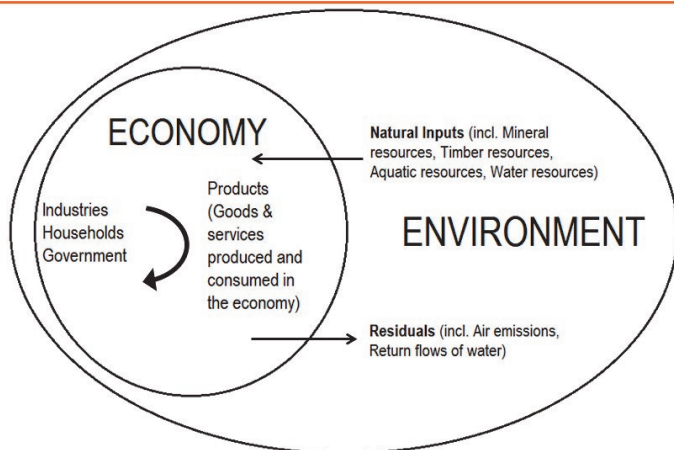 ECONOMY
Industries
Households
Government
Products
(Goods &
services
produced and
consumed in
the economy)
Natural Inputs (incl. Mineral
resources, Timber resources,
Aquatic resources, Water resources)
ENVIRONMENT
Residuals (incl. Air emissions,
Return flows of water)